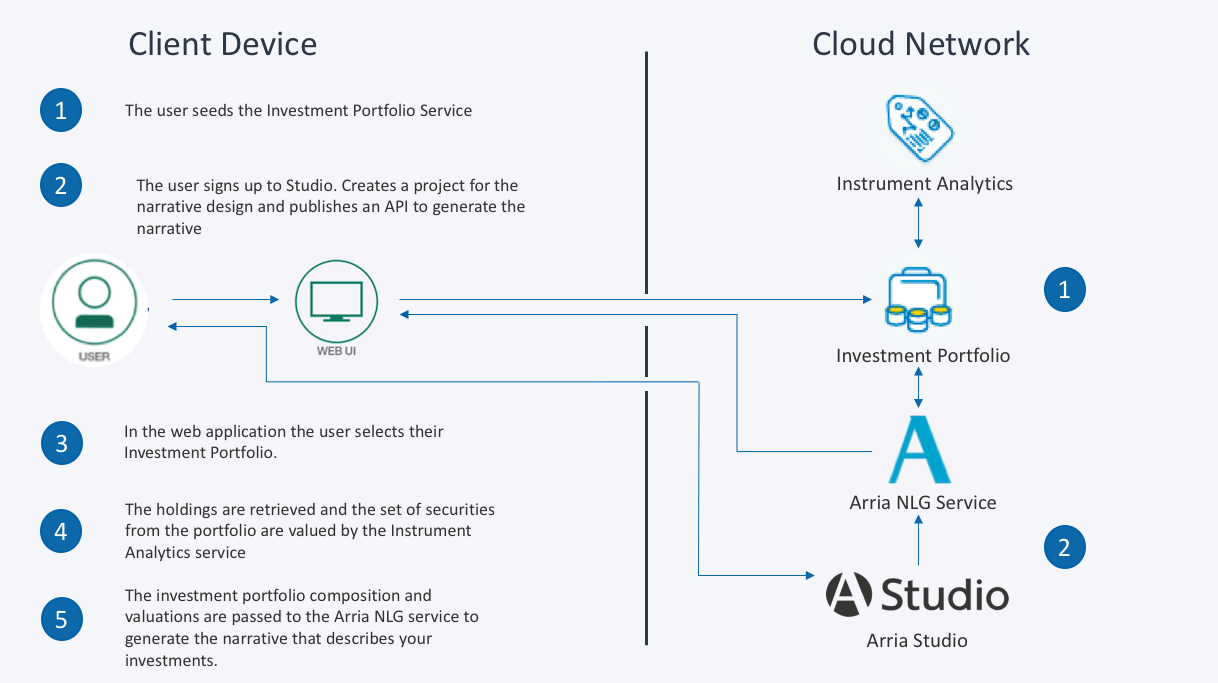 Client Device
Cloud Network
1
The user seeds the Investment Portfolio Service
2
The user signs up to Studio. Creates a project for the
narrative design and publishes an API to generate the
narrative
USER
WEB UI
3
In the web application the user selects their
Investment Portfolio.
4
The holdings are retrieved and the set of securities
from the portfolio are valued by the Instrument
Analytics service
5
The investment portfolio composition and
valuations are passed to the Arria NLG service to
generate the narrative that describes your
investments.
Instrument Analytics
1
Investment Portfolio
A
Arria NLG Service
2
A Studio
Arria Studio